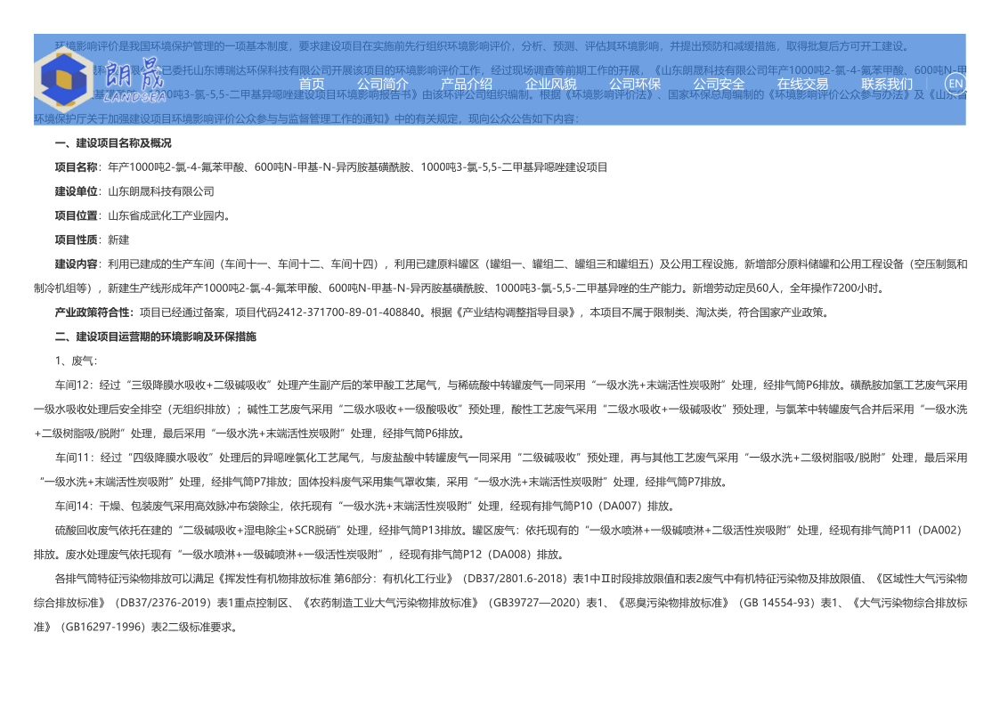 环境影响评价是我国环境保护管理的一项基本制度，要求建设项目在实施前先行组织环境影响评价，分析、预测、评估其环境影响，并提出预防和减缓措施，取得批复后方可开工建设。
晟科技有限公司已委托山东博瑞达环保科技有限公司开展该项目的环境影响评价工作，经过现场调查等前期工作的开展，《山东朗晟科技有限公司年产1000吨2-氯-4-氟苯甲酸、600吨N-甲
朗晟
LANDSEA
首页 公司简介 产品介绍 企业风貌 公司环保 公司安全 在线交易 联系我们 EN
吨3-氯-5,5-二甲基异噁唑建设项目环境影响报告书》由该环评公司组织编制。根据《环境影响评价法》、国家环保总局编制的《环境影响评价公众参与办法》及《山东省
环境保护厅关于加强建设项目环境影响评价公众参与与监督管理工作的通知》中的有关规定，现向公众公告如下内容：
一、建设项目名称及概况
项目名称：年产1000吨2-氯-4-氟苯甲酸、600吨N-甲基-N-异丙胺基磺酰胺、1000吨3-氯-5,5-二甲基异噁唑建设项目
建设单位：山东朗晟科技有限公司
项目位置：山东省成武化工产业园内。
项目性质：新建
建设内容：利用已建成的生产车间（车间十一、车间十二、车间十四），利用已建原料罐区（罐组一、罐组二、罐组三和罐组五）及公用工程设施，新增部分原料储罐和公用工程设备（空压制氮和
制冷机组等），新建生产线形成年产1000吨2-氯-4-氟苯甲酸、600吨N-甲基-N-异丙胺基磺酰胺、1000吨3-氯-5,5-二甲基异唑的生产能力。新增劳动定员60人，全年操作7200小时。
产业政策符合性：项目已经通过备案，项目代码2412-371700-89-01-408840。根据《产业结构调整指导目录》，本项目不属于限制类、淘汰类，符合国家产业政策。
二、建设项目运营期的环境影响及环保措施
1、废气：
车间12：经过“三级降膜水吸收+二级碱吸收”处理产生副产后的苯甲酸工艺尾气，与稀硫酸中转罐废气一同采用“一级水洗+末端活性炭吸附”处理，经排气筒P6排放。磺酰胺加氢工艺废气采用
一级水吸收处理后安全排空（无组织排放）；碱性工艺废气采用“二级水吸收+一级酸吸收”预处理，酸性工艺废气采用“二级水吸收+一级碱吸收”预处理，与氯苯中转罐废气合并后采用“一级水洗
+二级树脂吸/脱附”处理，最后采用“一级水洗+末端活性炭吸附”处理，经排气筒P6排放。
车间11：经过“四级降膜水吸收”处理后的异噁唑氯化工艺尾气，与废盐酸中转罐废气一同采用“二级碱吸收”预处理，再与其他工艺废气采用“一级水洗+二级树脂吸/脱附”处理，最后采用
“一级水洗+末端活性炭吸附”处理，经排气筒P7排放；固体投料废气采用集气罩收集，采用“一级水洗+末端活性炭吸附”处理，经排气筒P7排放。
车间14：干燥、包装废气采用高效脉冲布袋除尘，依托现有“一级水洗+末端活性炭吸附”处理，经现有排气筒P10（DA007）排放。
硫酸回收废气依托在建的“二级碱吸收+湿电除尘+SCR脱硝”处理，经排气筒P13排放。罐区废气：依托现有的“一级水喷淋+一级碱喷淋+二级活性炭吸附”处理，经现有排气筒P11（DA002）
排放。废水处理废气依托现有“一级水喷淋+一级碱喷淋+一级活性炭吸附”，经现有排气筒P12（DA008）排放。
各排气筒特征污染物排放可以满足《挥发性有机物排放标准 第6部分：有机化工行业》（DB37/2801.6-2018）表1中Ⅱ时段排放限值和表2废气中有机特征污染物及排放限值、《区域性大气污染物
综合排放标准》（DB37/2376-2019）表1重点控制区、《农药制造工业大气污染物排放标准》（GB39727—2020）表1、《恶臭污染物排放标准》（GB 14554-93）表1、《大气污染物综合排放标
准》（GB16297-1996）表2二级标准要求。